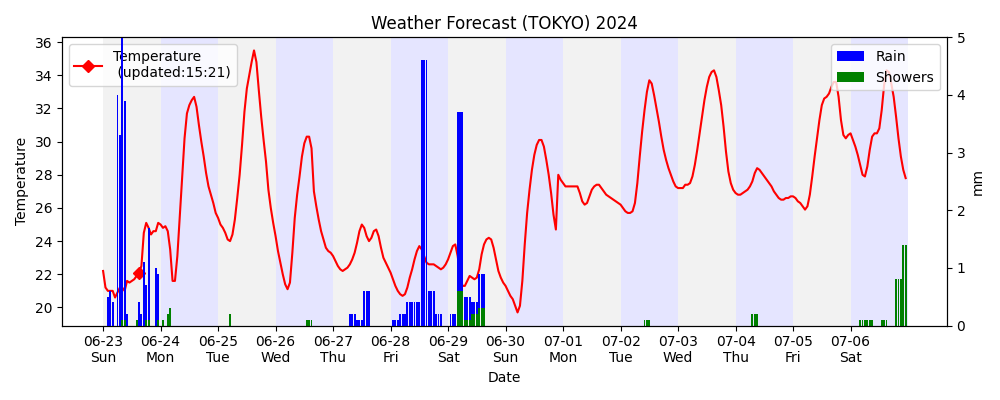 Weather Forecast (TOKYO) 2024
Temperature
(updated:15:21)
Rain
Showers
36
34
32
30
28
26
24
22
20
Temperature
5
4
3
2
1
0
mm
06-23 06-24 06-25 06-26 06-27 06-28 06-29 06-30 07-01 07-02 07-03 07-04 07-05 07-06
Sun Mon Tue Wed Thu Fri Sat Sun Mon Tue Wed Thu Fri Sat
Date